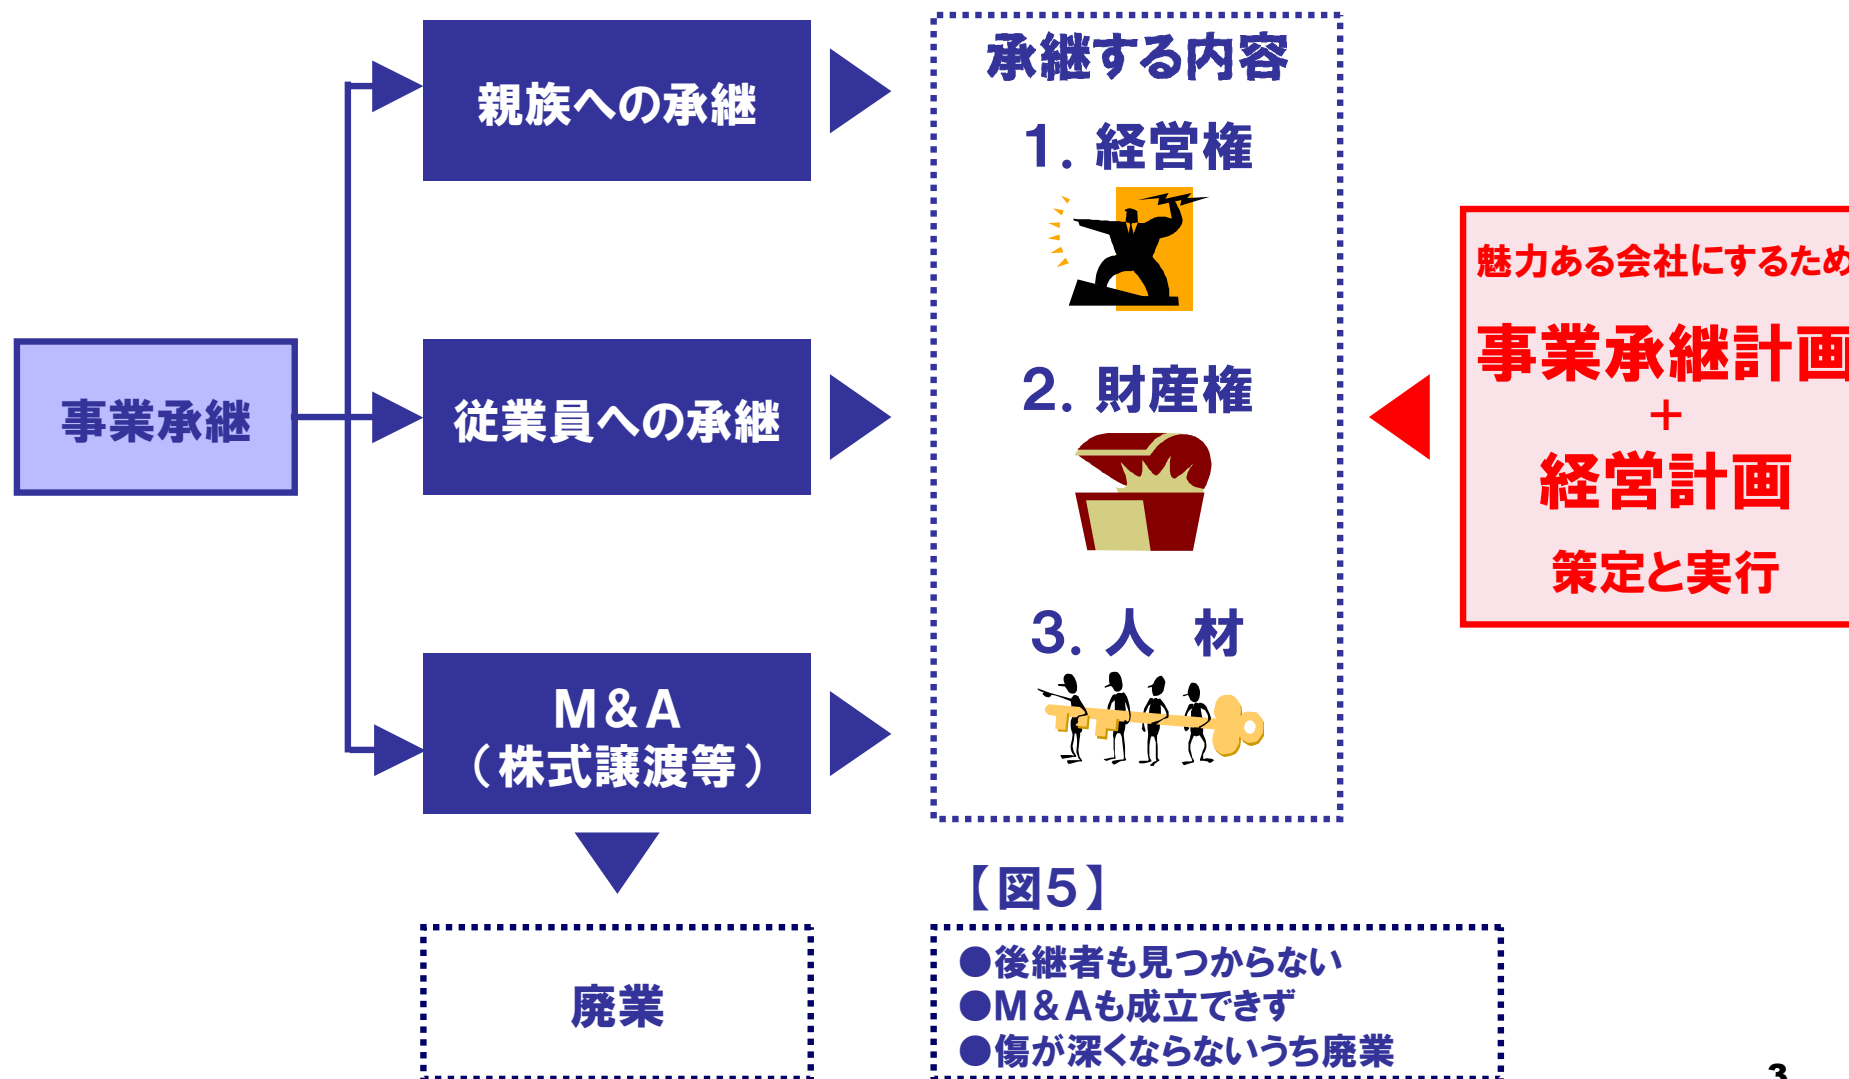 事業承継
親族への承継
従業員への承継
M&A
（株式譲渡等）
廃業
承継する内容
1. 経営権
2. 財産権
3. 人 材
【図5】
●後継者も見つからない
●M&Aも成立できず
●傷が深くならないうち廃業
魅力ある会社にするため
事業承継計画
+
経営計画
策定と実行
3